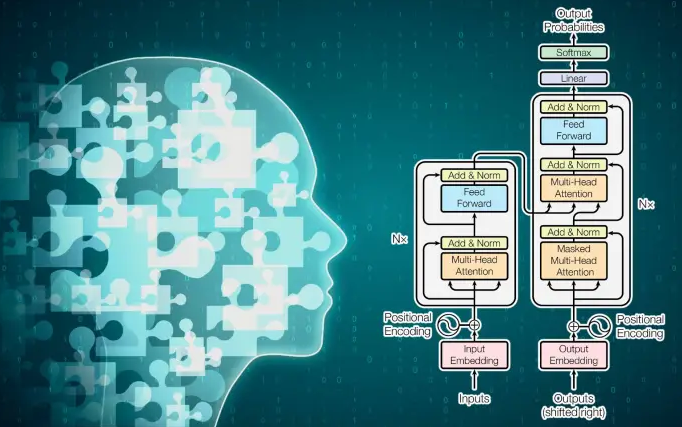 Output
Probabilities
Softmax
Linear
Add & Norm
Feed
Forward
Add & Norm
Multi-Head
Attention
Nx
Add & Norm
Masked
Multi-Head
Attention
Positional
Encoding
Output
Embedding
Outputs
(shifted right)
Add & Norm
Feed
Forward
Nx
Add & Norm
Multi-Head
Attention
Positional
Encoding
Input
Embedding
Inputs